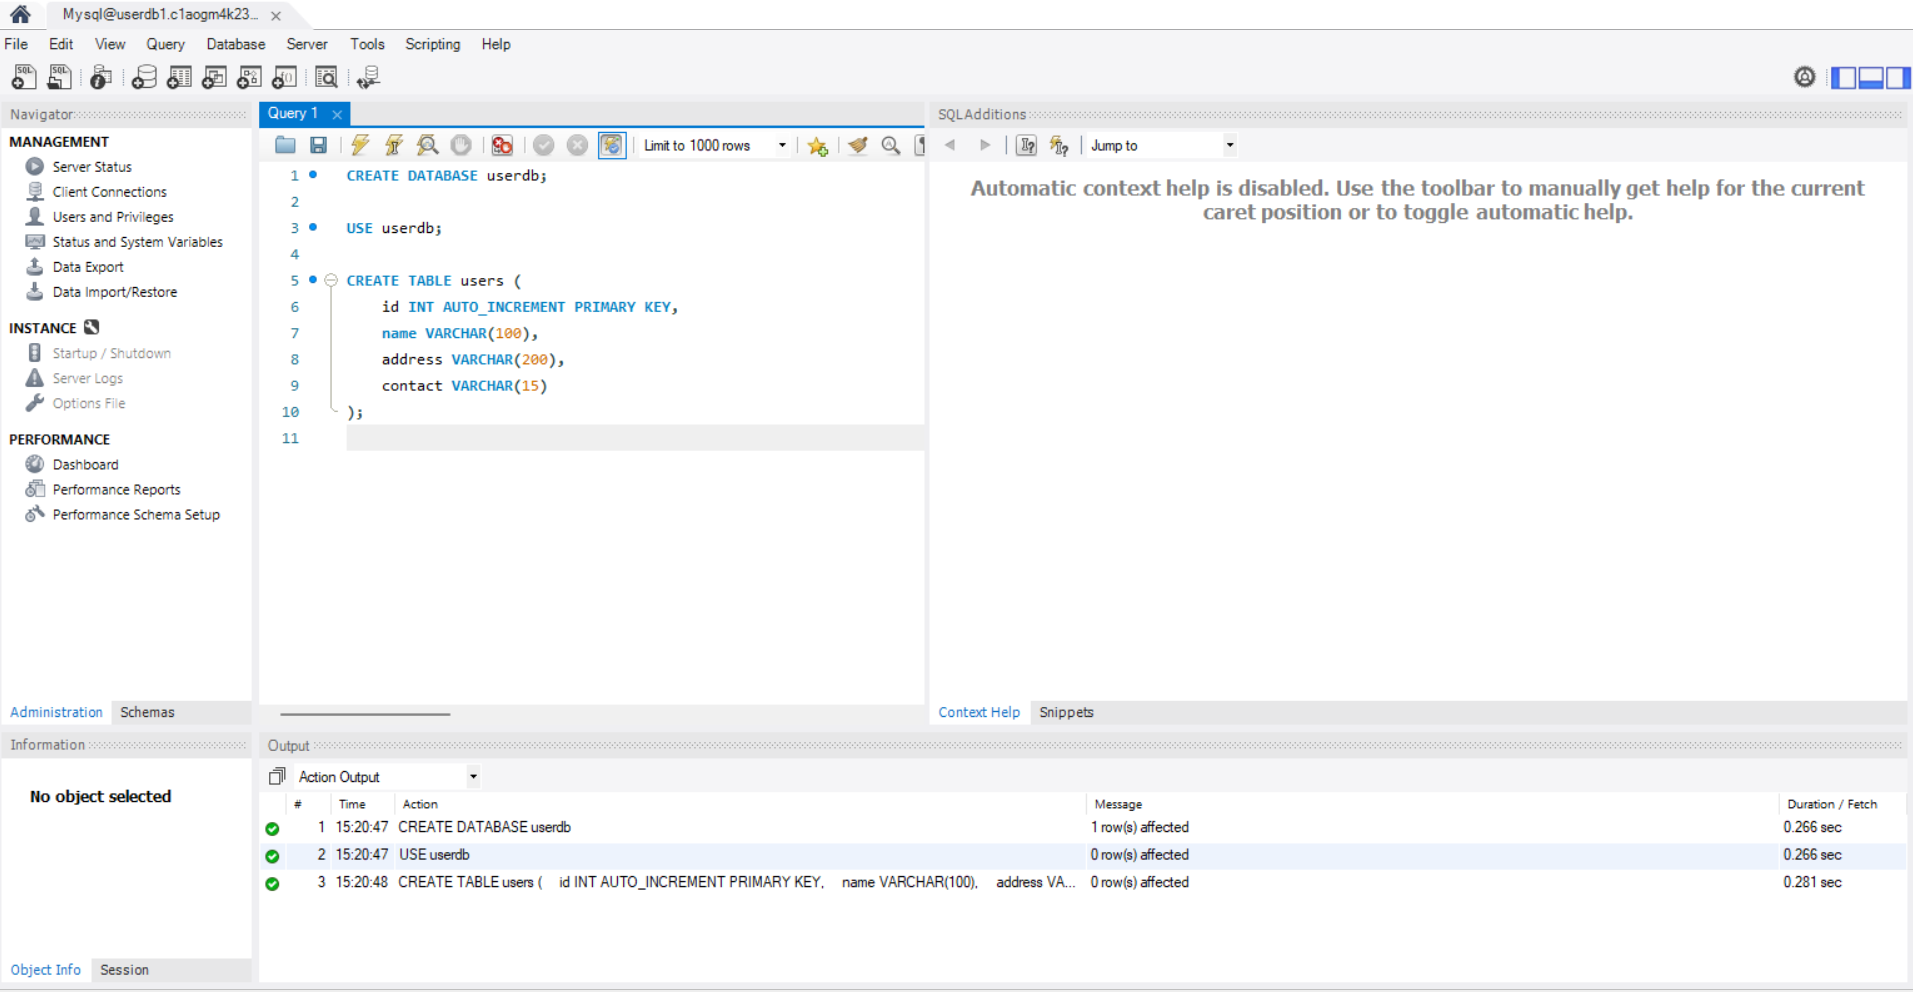 Mysql@userdb1.c1aogm4k23...
File Edit View Query Database Server Tools Scripting Help
Navigator
MANAGEMENT
Server Status
Client Connections
Users and Privileges
Status and System Variables
Data Export
Data Import/Restore
INSTANCE
Startup / Shutdown
Server Logs
Options File
PERFORMANCE
Dashboard
Performance Reports
Performance Schema Setup
Administration Schemas
Query 1
Limit to 1000 rows
1 CREATE DATABASE userdb;
2
3 USE userdb;
4
5 CREATE TABLE users (
6 id INT AUTO_INCREMENT PRIMARY KEY,
7 name VARCHAR(100),
8 address VARCHAR(200),
9 contact VARCHAR(15)
10 );
11
SQLAdditions
Jump to
Automatic context help is disabled. Use the toolbar to manually get help for the current
caret position or to toggle automatic help.
Context Help Snippets
Information
No object selected
Object Info Session
Output
Action Output
# Time Action Message Duration / Fetch
1 15:20:47 CREATE DATABASE userdb 1 row(s) affected 0.266 sec
2 15:20:47 USE userdb 0 row(s) affected 0.266 sec
3 15:20:48 CREATE TABLE users ( id INT AUTO_INCREMENT PRIMARY KEY, name VARCHAR(100), address VA... 0 row(s) affected 0.281 sec